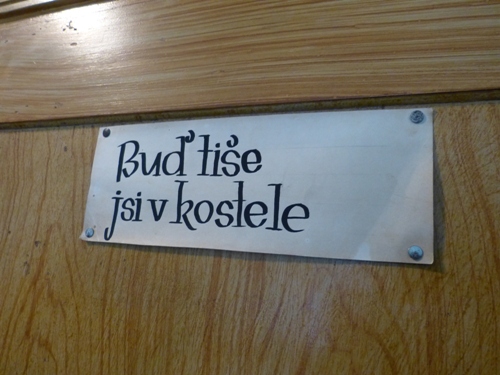 Buď tiše
jsi v kostele